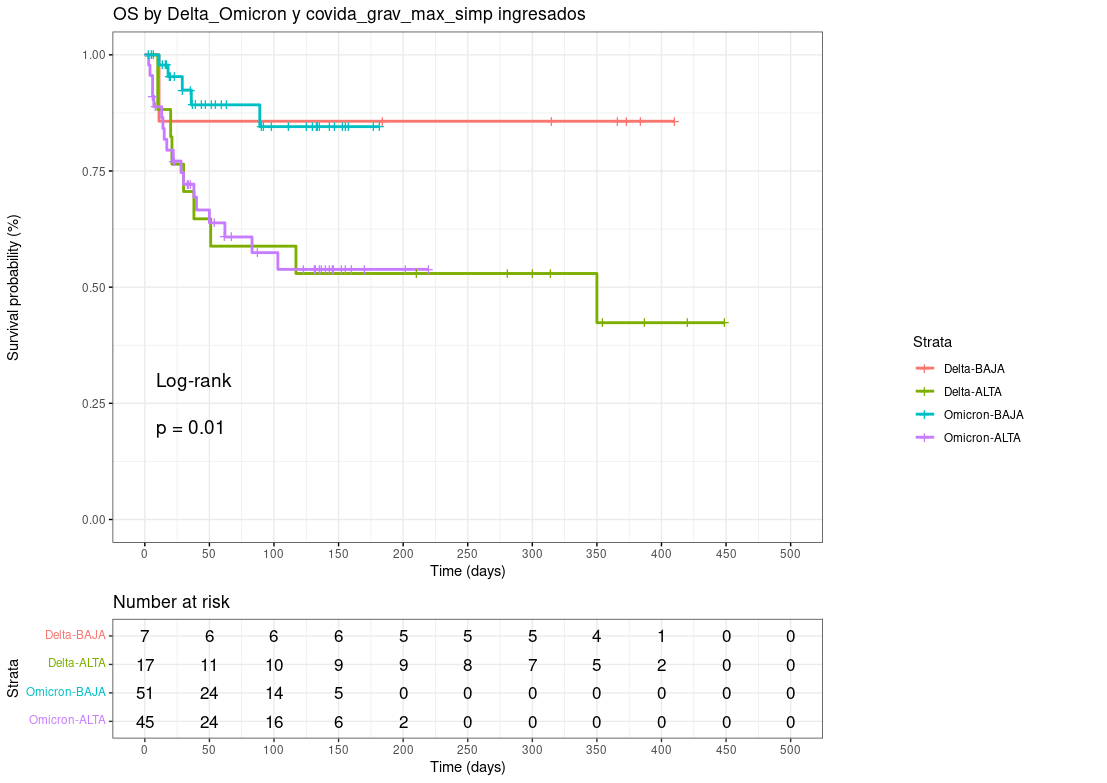 OS by Delta_Omicron y covida_grav_max_simp ingresados
Survival probability (%)
1.00
0.75
0.50
0.25
0.00
Log-rank
p = 0.01
0 50 100 150 200 250 300 350 400 450 500
Time (days)
Strata
Delta-BAJA
Delta-ALTA
Omicron-BAJA
Omicron-ALTA
Number at risk
Strata
Delta-BAJA 7 6 6 6 5 5 5 4 1 0 0
Delta-ALTA 17 11 10 9 9 8 7 5 2 0 0
Omicron-BAJA 51 24 14 5 0 0 0 0 0 0 0
Omicron-ALTA 45 24 16 6 2 0 0 0 0 0 0
0 50 100 150 200 250 300 350 400 450 500
Time (days)